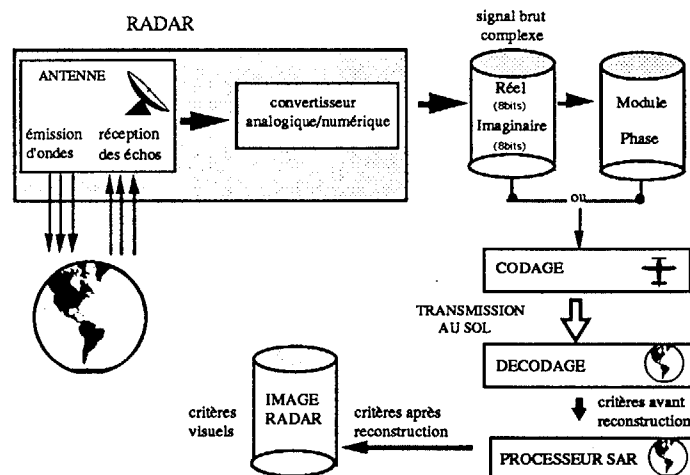 RADAR
signal brut
complexe
ANTENNE
émission
d'ondes
réception
des échos
convertisseur
analogique/numérique
Réel
(8bits)
Imaginaire
(8bits)
Module
Phase
ou
CODAGE
TRANSMISSION
AU SOL
DECODAGE
critères avant
reconstruction
PROCESSEUR SAR
critères après
reconstruction
IMAGE
RADAR
critères
visuels